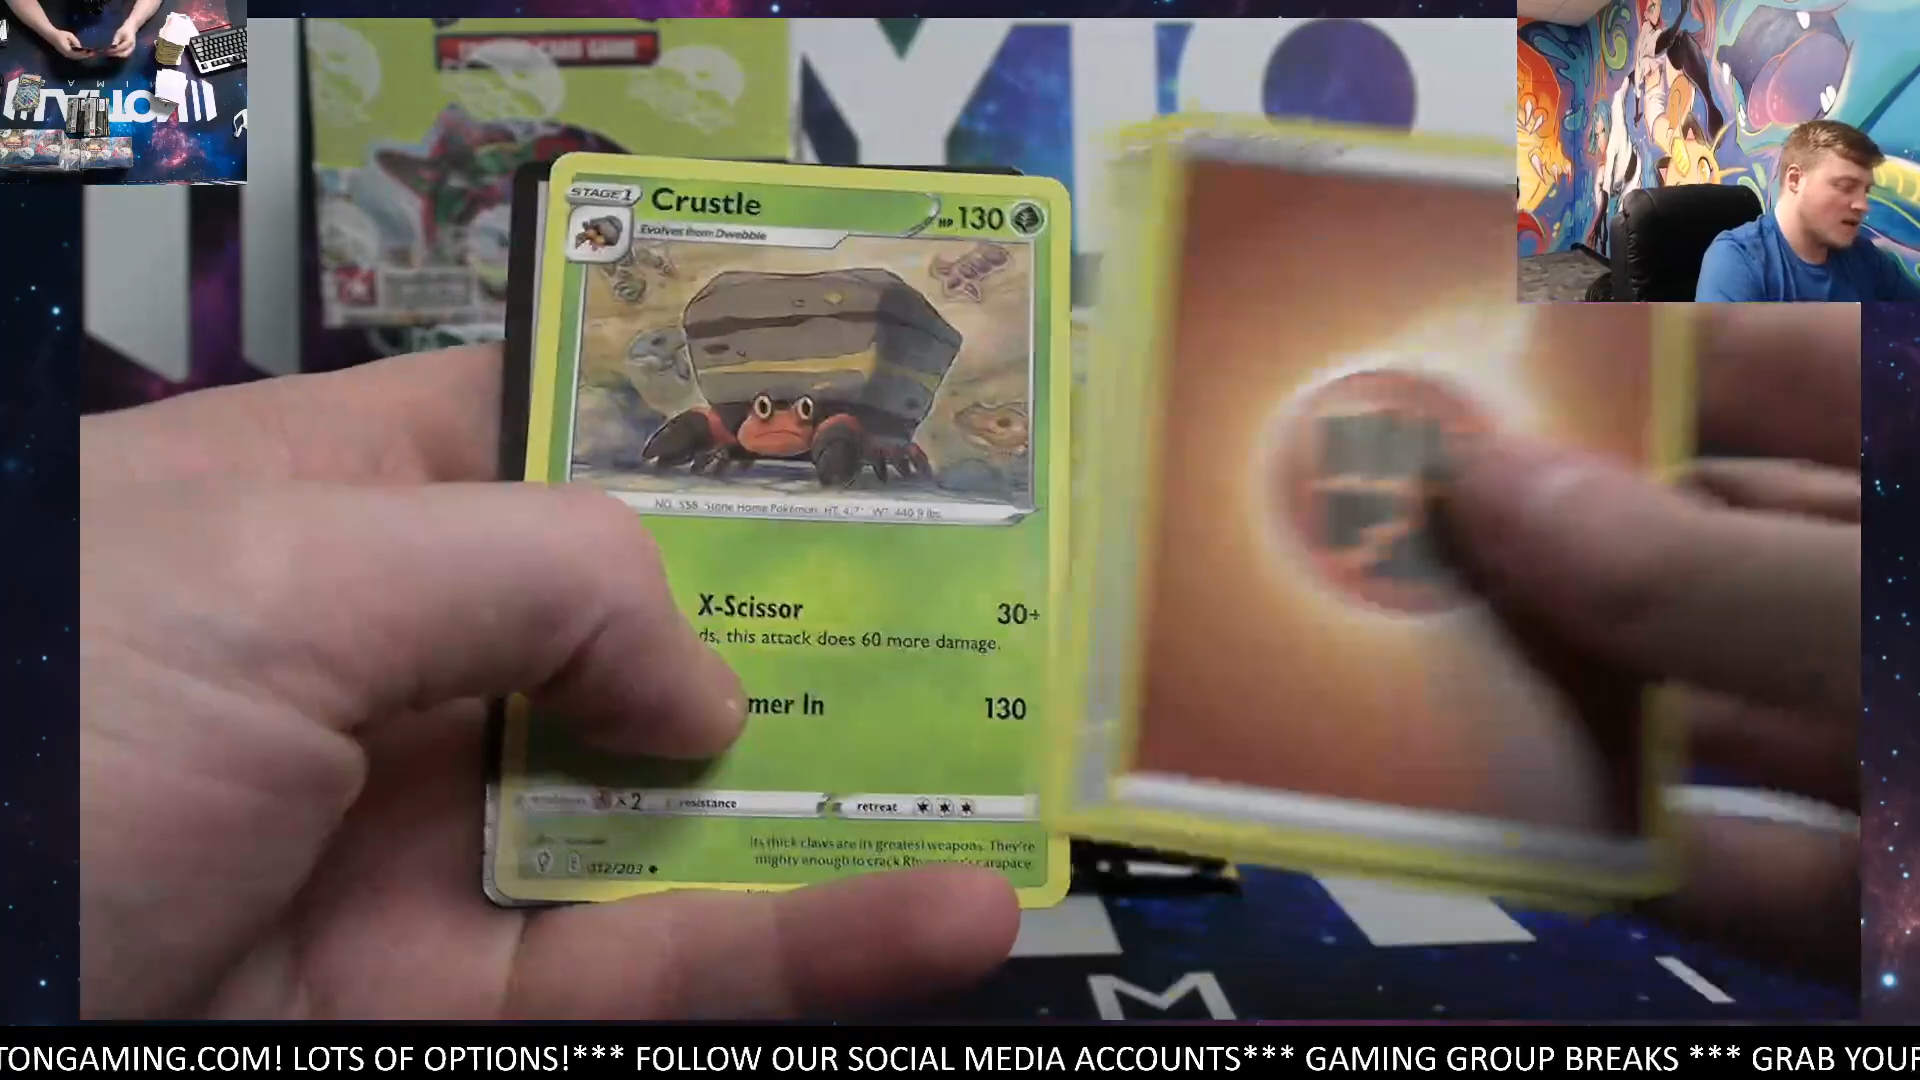 CARD GAME
STAGE 1
Crustle
HP 130
Evolves from Dwebble
NO. 558 Stone Home Pokémon HT: 4'7" WT: 440.9 lbs.
X-Scissor 30+
ds, this attack does 60 more damage.
mer In 130
x2 resistance retreat
Its thick claws are its greatest weapons. They're
mighty enough to crack carapace.
012/203
M
TONGAMING.COM! LOTS OF OPTIONS!*** FOLLOW OUR SOCIAL MEDIA ACCOUNTS*** GAMING GROUP BREAKS *** GRAB YOUR